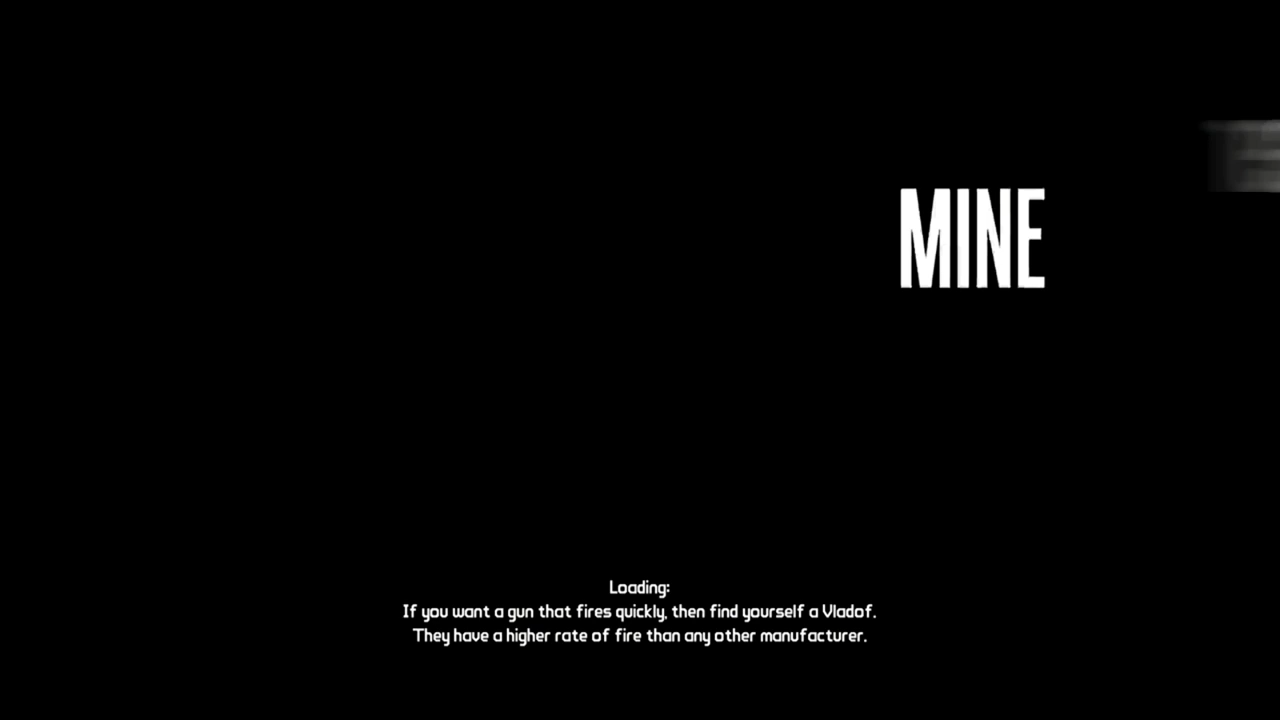 MINE
Loading:
If you want a gun that fires quickly, then find yourself a Vladof.
They have a higher rate of fire than any other manufacturer.